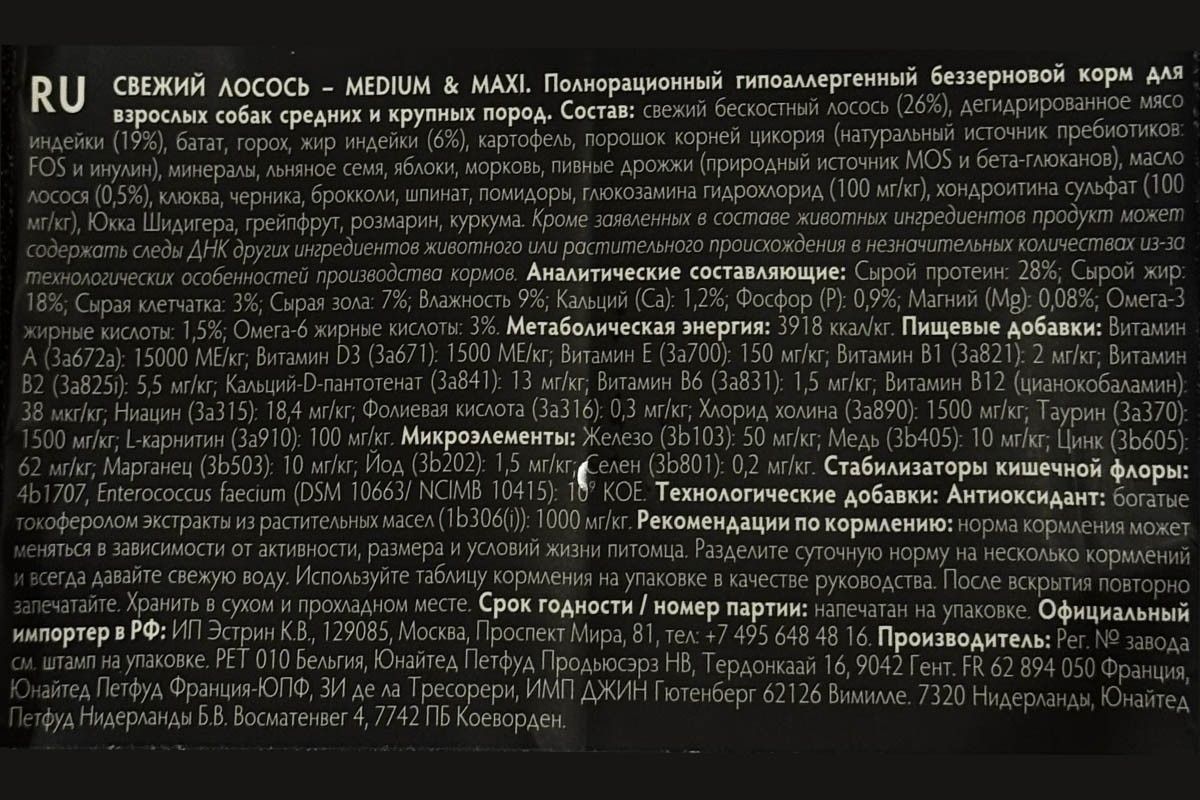 RU СВЕЖИЙ ЛОСОСЬ – MEDIUM & MAXI. Полнорационный гипоаллергенный беззерновой корм для
взрослых собак средних и крупных пород. Состав: свежий бескостный лосось (26%), дегидрированное мясо
индейки (19%), батат, горох, жир индейки (6%), картофель, порошок корней цикория (натуральный источник пребиотиков:
FOS и инулин), минералы, льняное семя, яблоки, морковь, пивные дрожжи (природный источник MOS и бета-глюканов), масло
лосося (0,5%), клюква, черника, брокколи, шпинат, помидоры, глюкозамина гидрохлорид (100 мг/кг), хондроитина сульфат (100
мг/кг), Юкка Шидигера, грейпфрут, розмарин, куркума. Кроме заявленных в составе животных ингредиентов продукт может
содержать следы ДНК других ингредиентов животного или растительного происхождения в незначительных количествах из-за
технологических особенностей производства кормов. Аналитические составляющие: Сырой протеин: 28%; Сырой жир:
18%; Сырая клетчатка: 3%; Сырая зола: 7%; Влажность 9%; Кальций (Ca): 1,2%; Фосфор (P): 0,9%; Магний (Mg): 0,08%; Омега-3
жирные кислоты: 1,5%; Омега-6 жирные кислоты: 3%. Метаболическая энергия: 3918 ккал/кг. Пищевые добавки: Витамин
А (3a672a): 15000 МЕ/кг; Витамин D3 (3a671): 1500 МЕ/кг; Витамин Е (3a700): 150 мг/кг; Витамин В1 (3a821): 2 мг/кг; Витамин
В2 (3a825i): 5,5 мг/кг; Кальций-D-пантотенат (3a841): 13 мг/кг; Витамин В6 (3a831): 1,5 мг/кг; Витамин В12 (цианокобаламин):
38 мкг/кг; Ниацин (3a315): 18,4 мг/кг; Фолиевая кислота (3a316): 0,3 мг/кг; Хлорид холина (3a890): 1500 мг/кг; Таурин (3a370):
1500 мг/кг; L-карнитин (3a910): 100 мг/кг. Микроэлементы: Железо (3b103): 50 мг/кг; Медь (3b405): 10 мг/кг; Цинк (3b605):
62 мг/кг; Марганец (3b503): 10 мг/кг; Йод (3b202): 1,5 мг/кг; Селен (3b801): 0,2 мг/кг. Стабилизаторы кишечной флоры:
4b1707, Enterococcus faecium (DSM 10663/ NCIMB 10415): 10⁹ КОЕ. Технологические добавки: Антиоксидант: богатые
токоферолом экстракты из растительных масел (1b306(i)): 1000 мг/кг. Рекомендации по кормлению: норма кормления может
меняться в зависимости от активности, размера и условий жизни питомца. Разделите суточную норму на несколько кормлений
и всегда давайте свежую воду. Используйте таблицу кормления на упаковке в качестве руководства. После вскрытия повторно
запечатайте. Хранить в сухом и прохладном месте. Срок годности / номер партии: напечатан на упаковке. Официальный
импортер в РФ: ИП Эстрин К.В., 129085, Москва, Проспект Мира, 81, тел: +7 495 648 48 16. Производитель: Рег. № завода
см. штамп на упаковке. PET 010 Бельгия, Юнайтед Петфуд Продьюсэрз НВ, Тердонкаай 16, 9042 Гент. FR 62 894 050 Франция,
Юнайтед Петфуд Франция-ЮПФ, ЗИ де ла Тресорери, ИМП ДЖИН Гютенберг 62126 Вимилле. 7320 Нидерланды, Юнайтед
Петфуд Нидерланды Б.В. Восматенвег 4, 7742 ПБ Коеворден.